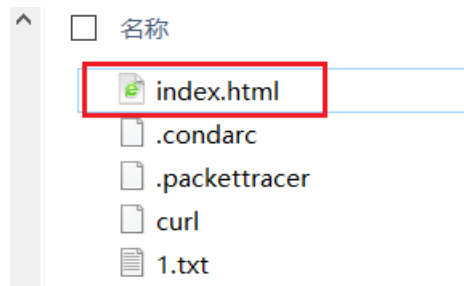 名称
index.html
.condarc
.packettracer
curl
1.txt